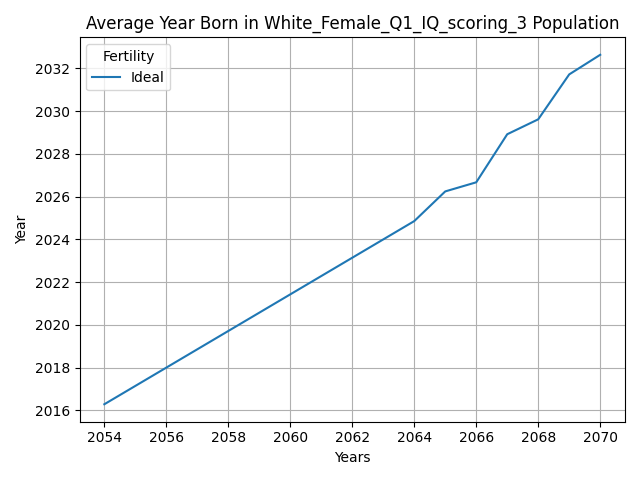 Average Year Born in White_Female_Q1_IQ_scoring_3 Population
Fertility
Ideal
Year
2032
2030
2028
2026
2024
2022
2020
2018
2016
2054 2056 2058 2060 2062 2064 2066 2068 2070
Years